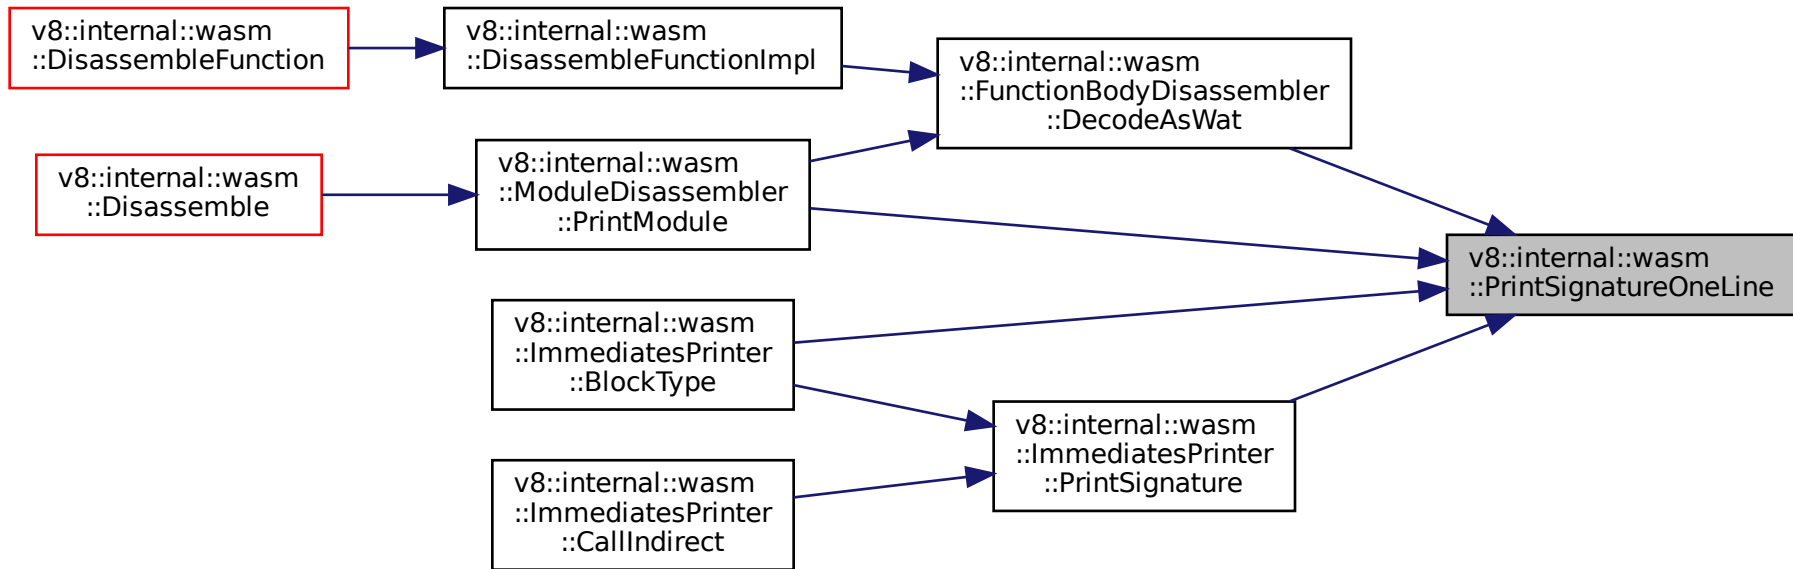 v8::internal::wasm
::DisassembleFunction
v8::internal::wasm
::DisassembleFunctionImpl
v8::internal::wasm
::FunctionBodyDisassembler
::DecodeAsWat
v8::internal::wasm
::Disassemble
v8::internal::wasm
::ModuleDisassembler
::PrintModule
v8::internal::wasm
::PrintSignatureOneLine
v8::internal::wasm
::ImmediatesPrinter
::BlockType
v8::internal::wasm
::ImmediatesPrinter
::PrintSignature
v8::internal::wasm
::ImmediatesPrinter
::CallIndirect